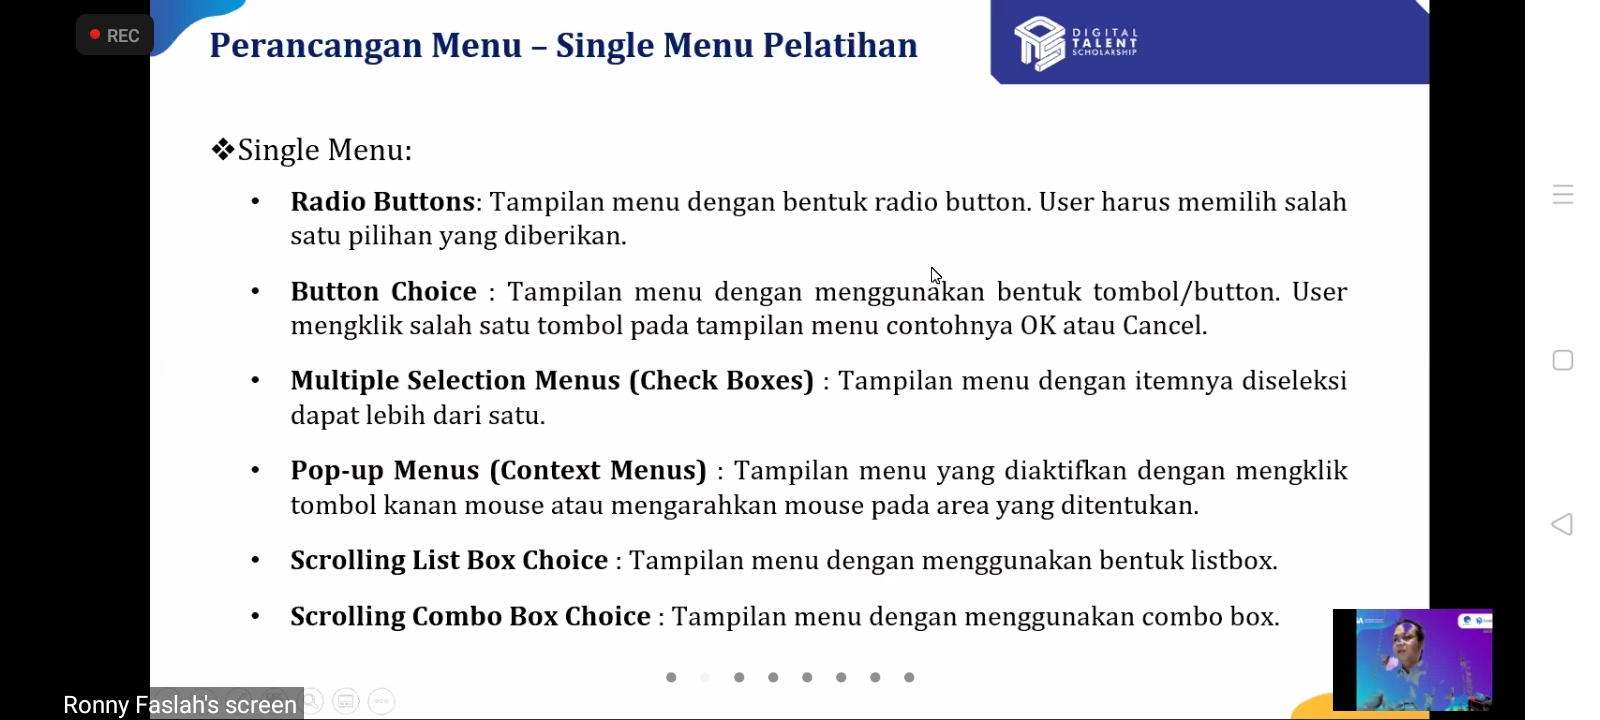 REC
Perancangan Menu – Single Menu Pelatihan
DIGITAL
TALENT
SCHOLARSHIP
❖Single Menu:
• Radio Buttons: Tampilan menu dengan bentuk radio button. User harus memilih salah
satu pilihan yang diberikan.
• Button Choice : Tampilan menu dengan menggunakan bentuk tombol/button. User
mengklik salah satu tombol pada tampilan menu contohnya OK atau Cancel.
• Multiple Selection Menus (Check Boxes) : Tampilan menu dengan itemnya diseleksi
dapat lebih dari satu.
• Pop-up Menus (Context Menus) : Tampilan menu yang diaktifkan dengan mengklik
tombol kanan mouse atau mengarahkan mouse pada area yang ditentukan.
• Scrolling List Box Choice : Tampilan menu dengan menggunakan bentuk listbox.
• Scrolling Combo Box Choice : Tampilan menu dengan menggunakan combo box.
Ronny Faslah's screen